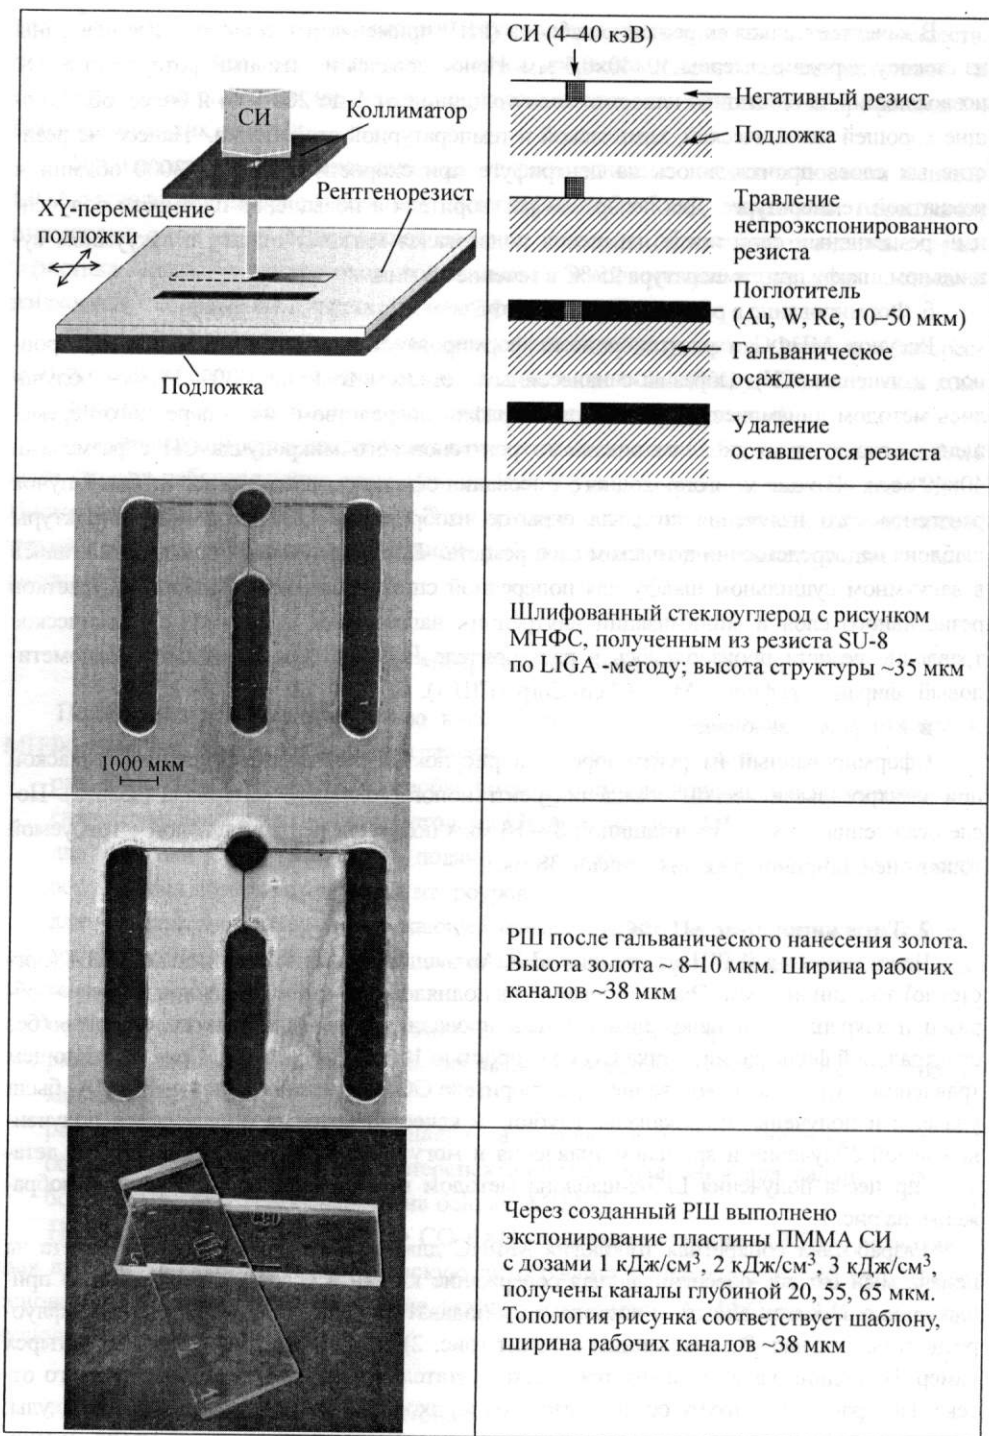 СИ
Коллиматор
Рентгенорезист
XY-перемещение
подложки
Подложка
СИ (4–40 кэВ)
Негативный резист
Подложка
Травление
непроэкспонированного
резиста
Поглотитель
(Au, W, Re, 10–50 мкм)
Гальваническое
осаждение
Удаление
оставшегося резиста
1000 мкм
Шлифованный стеклоуглерод с рисунком
МНФС, полученным из резиста SU-8
по LIGA -методу; высота структуры ~35 мкм
РШ после гальванического нанесения золота.
Высота золота ~ 8–10 мкм. Ширина рабочих
каналов ~38 мкм
Через созданный РШ выполнено
экспонирование пластины ПММА СИ
с дозами 1 кДж/см³, 2 кДж/см³, 3 кДж/см³,
получены каналы глубиной 20, 55, 65 мкм.
Топология рисунка соответствует шаблону,
ширина рабочих каналов ~38 мкм